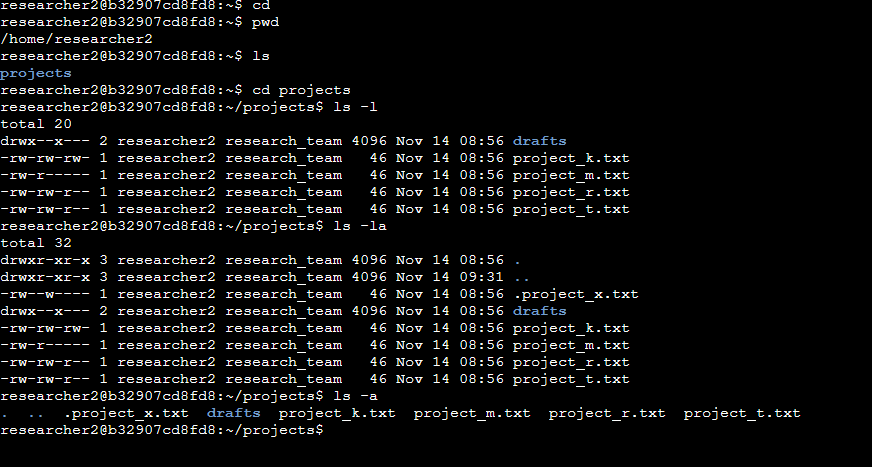 researcher2@b32907cd8fd8:~$ cd
researcher2@b32907cd8fd8:~$ pwd
/home/researcher2
researcher2@b32907cd8fd8:~$ ls
projects
researcher2@b32907cd8fd8:~$ cd projects
researcher2@b32907cd8fd8:~/projects$ ls -l
total 20
drwx--x--- 2 researcher2 research_team 4096 Nov 14 08:56 drafts
-rw-rw-rw- 1 researcher2 research_team   46 Nov 14 08:56 project_k.txt
-rw-r----- 1 researcher2 research_team   46 Nov 14 08:56 project_m.txt
-rw-rw-r-- 1 researcher2 research_team   46 Nov 14 08:56 project_r.txt
-rw-rw-r-- 1 researcher2 research_team   46 Nov 14 08:56 project_t.txt
researcher2@b32907cd8fd8:~/projects$ ls -la
total 32
drwxr-xr-x 3 researcher2 research_team 4096 Nov 14 08:56 .
drwxr-xr-x 3 researcher2 research_team 4096 Nov 14 09:31 ..
-rw--w---- 1 researcher2 research_team   46 Nov 14 08:56 .project_x.txt
drwx--x--- 2 researcher2 research_team 4096 Nov 14 08:56 drafts
-rw-rw-rw- 1 researcher2 research_team   46 Nov 14 08:56 project_k.txt
-rw-r----- 1 researcher2 research_team   46 Nov 14 08:56 project_m.txt
-rw-rw-r-- 1 researcher2 research_team   46 Nov 14 08:56 project_r.txt
-rw-rw-r-- 1 researcher2 research_team   46 Nov 14 08:56 project_t.txt
researcher2@b32907cd8fd8:~/projects$ ls -a
.  ..  .project_x.txt  drafts  project_k.txt  project_m.txt  project_r.txt  project_t.txt
researcher2@b32907cd8fd8:~/projects$